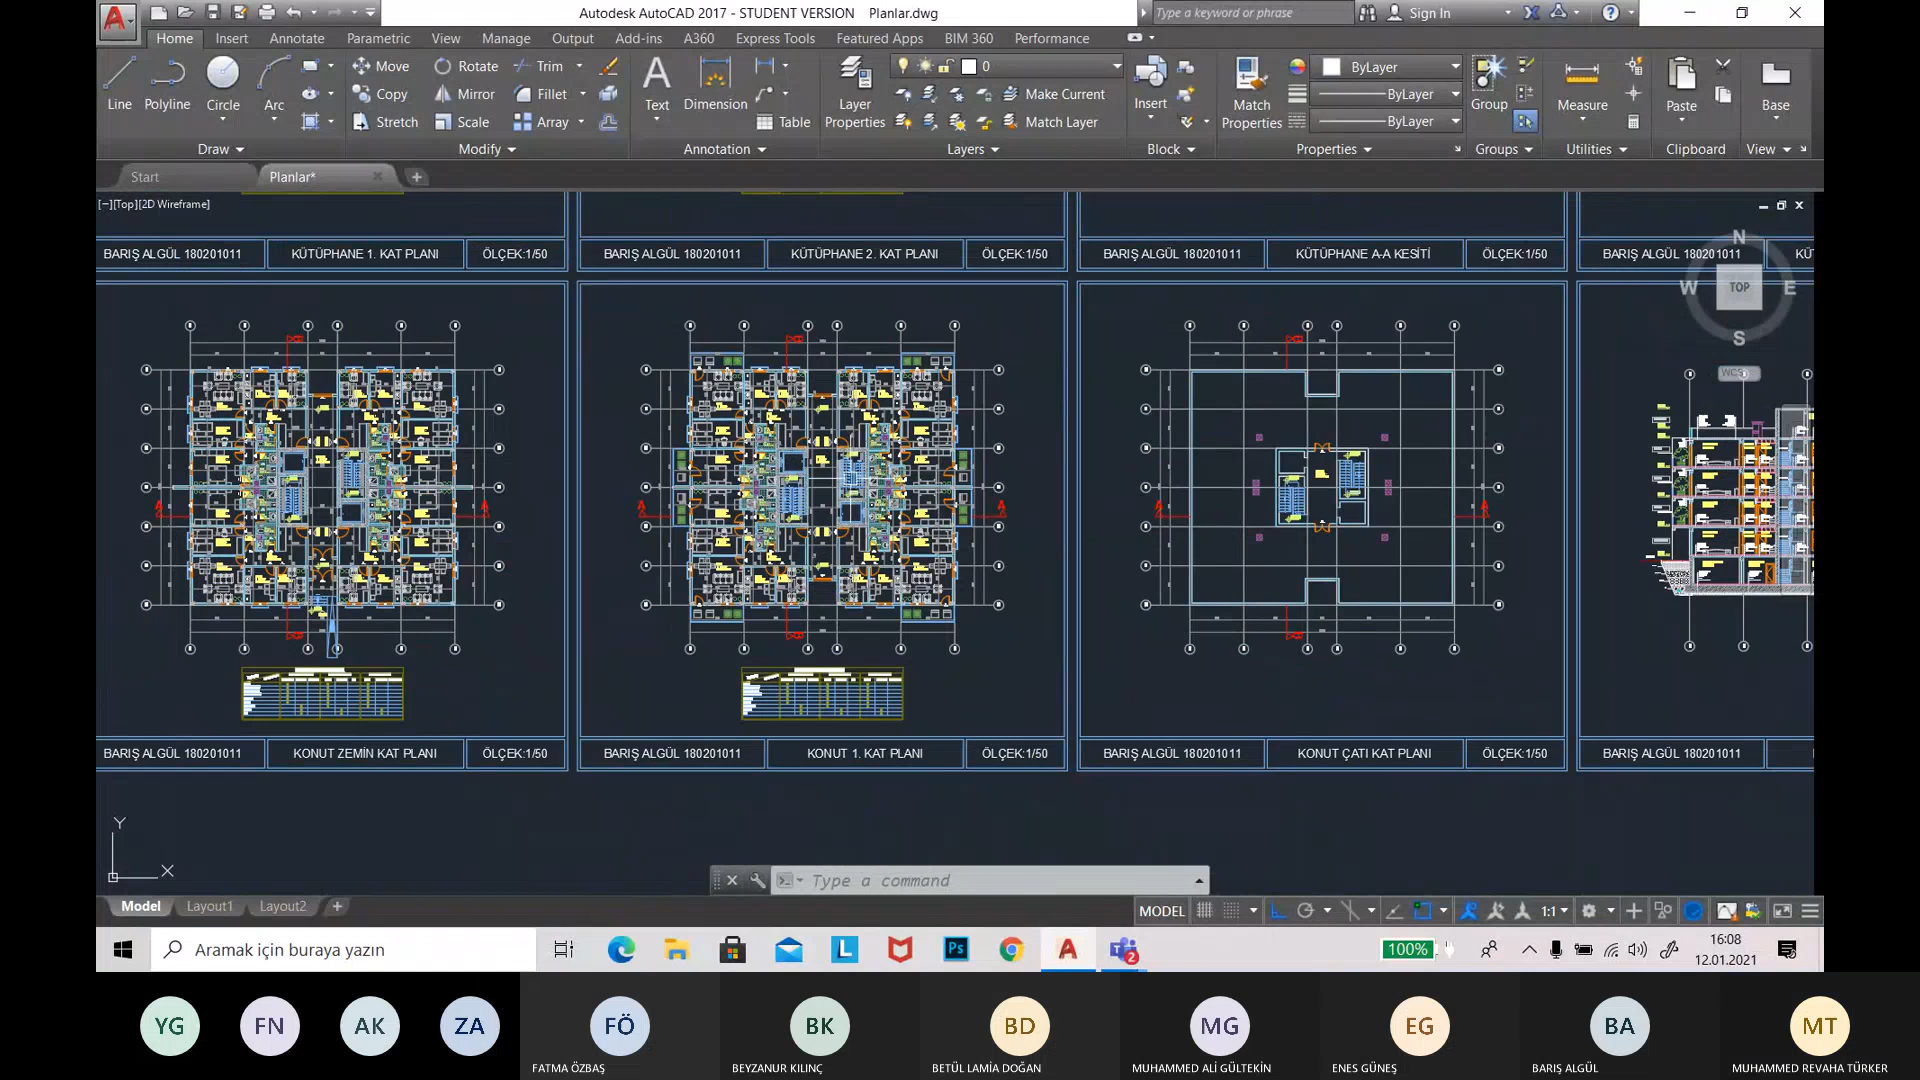 Autodesk AutoCAD 2017 - STUDENT VERSION Planlar.dwg
Type a keyword or phrase
Sign In
Home Insert Annotate Parametric View Manage Output Add-ins A360 Express Tools Featured Apps BIM 360 Performance
Line Polyline Circle Arc
Draw
Move Rotate Trim
Copy Mirror Fillet
Stretch Scale Array
Modify
Text Dimension Table
Annotation
Layer Properties
0
Make Current
Match Layer
Layers
Insert
Block
Match Properties
ByLayer
ByLayer
ByLayer
Properties
Group
Groups
Measure
Utilities
Paste
Clipboard
Base
View
Start Planlar*
[−][Top][2D Wireframe]
BARIŞ ALGÜL 180201011 KÜTÜPHANE 1. KAT PLANI ÖLÇEK:1/50
BARIŞ ALGÜL 180201011 KÜTÜPHANE 2. KAT PLANI ÖLÇEK:1/50
BARIŞ ALGÜL 180201011 KÜTÜPHANE A-A KESİTİ ÖLÇEK:1/50
BARIŞ ALGÜL 180201011 KÜ
N
W TOP E
S
WCS
A A A A A A
BARIŞ ALGÜL 180201011 KONUT ZEMİN KAT PLANI ÖLÇEK:1/50
BARIŞ ALGÜL 180201011 KONUT 1. KAT PLANI ÖLÇEK:1/50
BARIŞ ALGÜL 180201011 KONUT ÇATI KAT PLANI ÖLÇEK:1/50
BARIŞ ALGÜL 180201011
Y
X
Type a command
Model Layout1 Layout2
MODEL 1:1
Aramak için buraya yazın
L Ps A 2
100%
16:08
12.01.2021
YG FN AK ZA FÖ BK BD MG EG BA MT
FATMA ÖZBAŞ BEYZANUR KILINÇ BETÜL LAMİA DOĞAN MUHAMMED ALİ GÜLTEKİN ENES GÜNEŞ BARIŞ ALGÜL MUHAMMED REVAHA TÜRKER